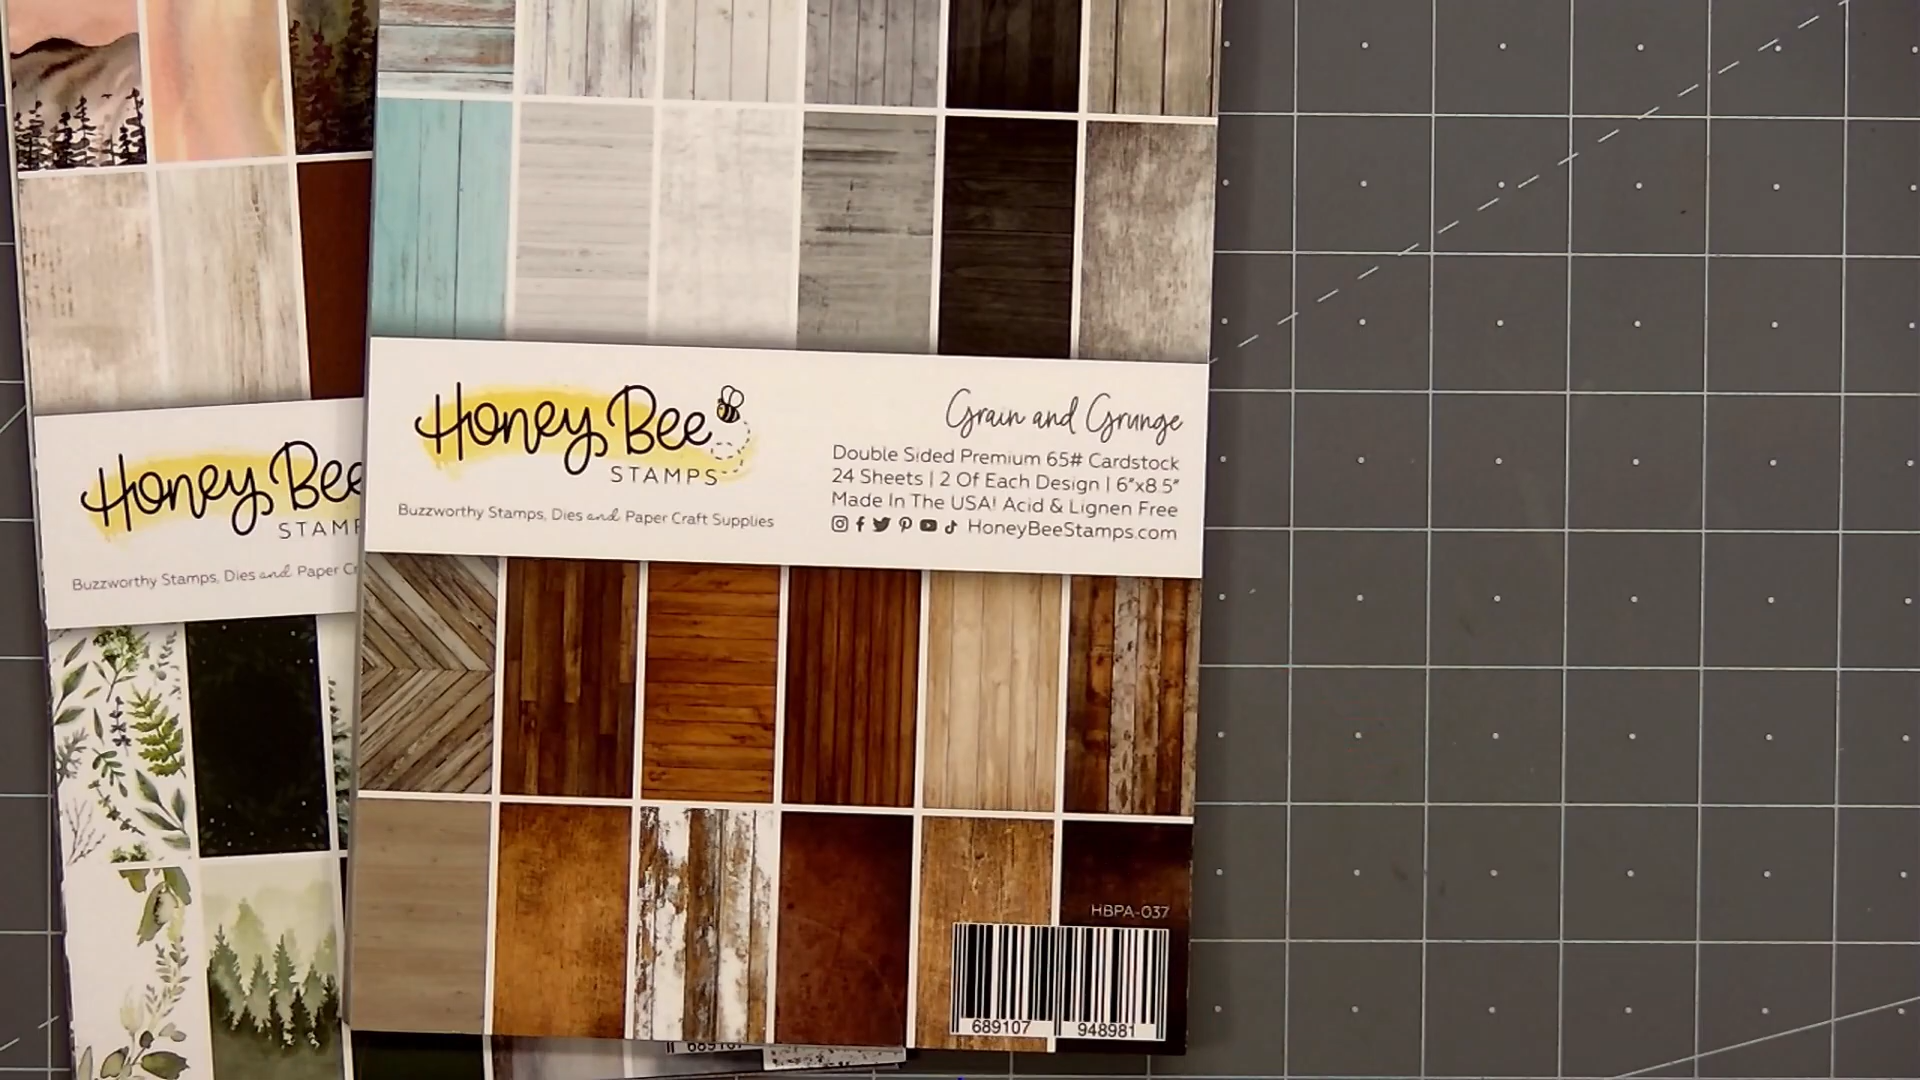 Honey Bee
STAMPS
Buzzworthy Stamps, Dies and Paper Craft Supplies
Grain and Grunge
Double Sided Premium 65# Cardstock
24 Sheets | 2 Of Each Design | 6"x8.5"
Made In The USA! Acid & Lignen Free
HoneyBeeStamps.com
HBPA-037
689107 948981
Honey Bee
STAM
Buzzworthy Stamps, Dies and Paper Cr
689107